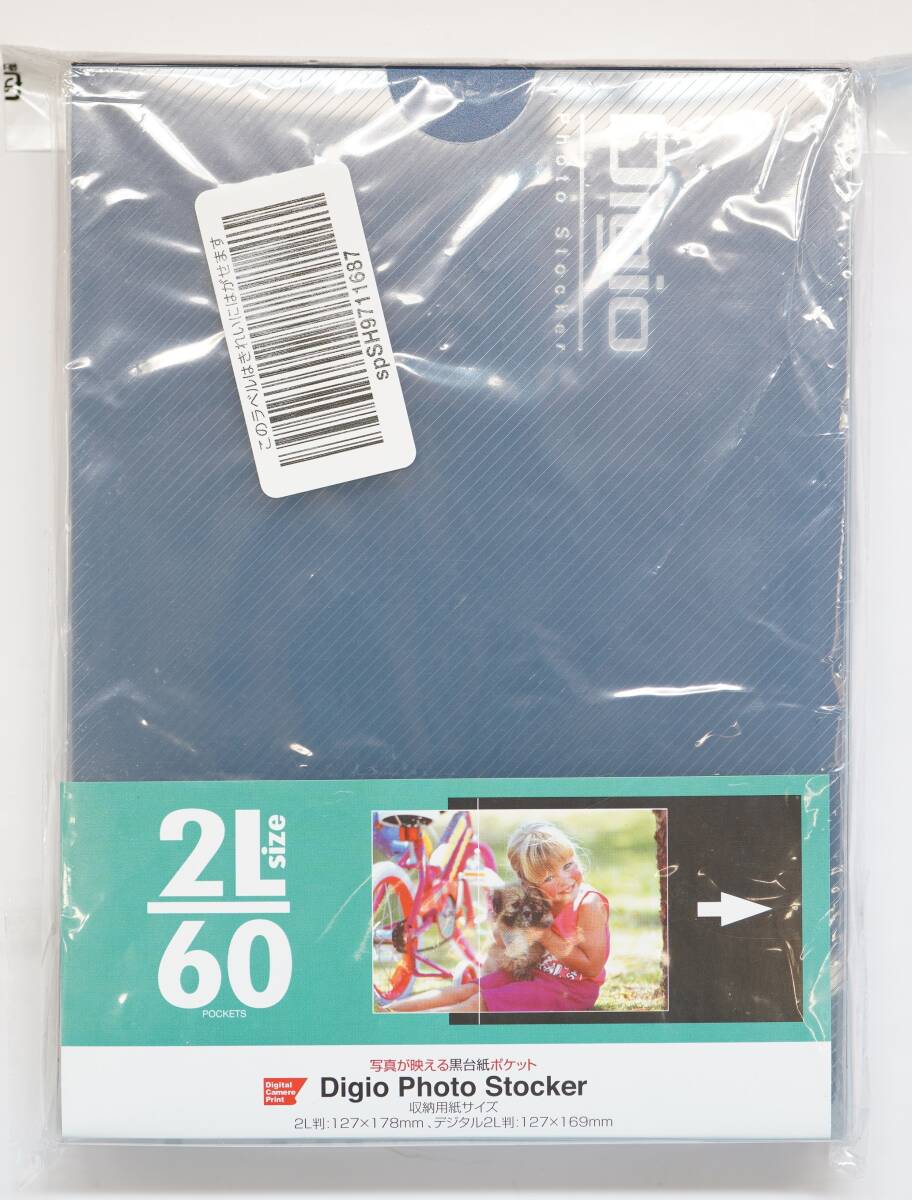 Digio
Photo Stocker
このラベルはきれいにはがせます
spSH9711687
2L size
60
POCKETS
写真が映える黒台紙ポケット
Digital
Camera
Print
Digio Photo Stocker
収納用紙サイズ
2L判:127×178mm、デジタル2L判:127×169mm